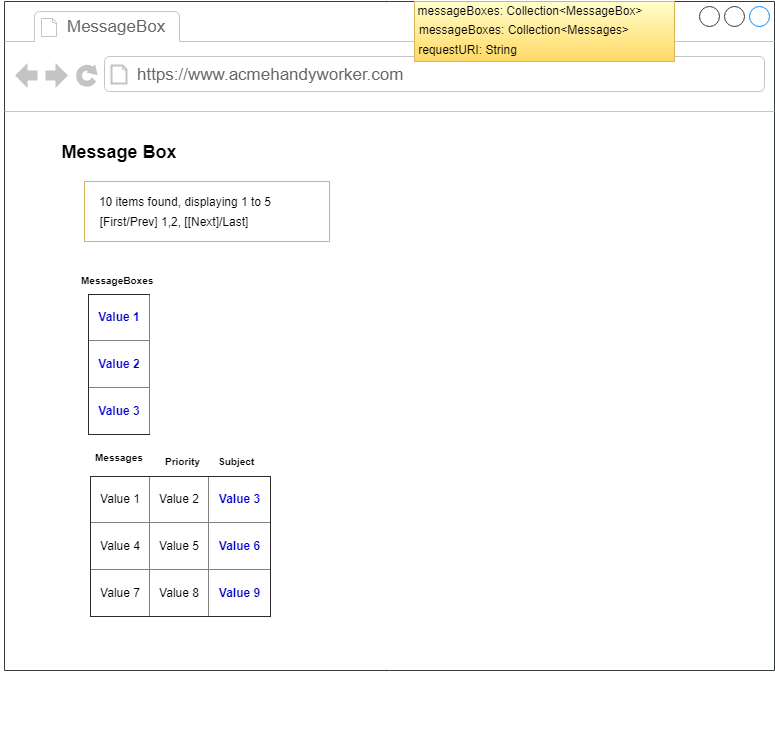 MessageBox
messageBoxes: Collection<MessageBox>
messageBoxes: Collection<Messages>
requestURI: String
https://www.acmehandyworker.com
Message Box
10 items found, displaying 1 to 5
[First/Prev] 1,2, [[Next]/Last]
MessageBoxes
Value 1
Value 2
Value 3
Messages Priority Subject
Value 1 Value 2 Value 3
Value 4 Value 5 Value 6
Value 7 Value 8 Value 9